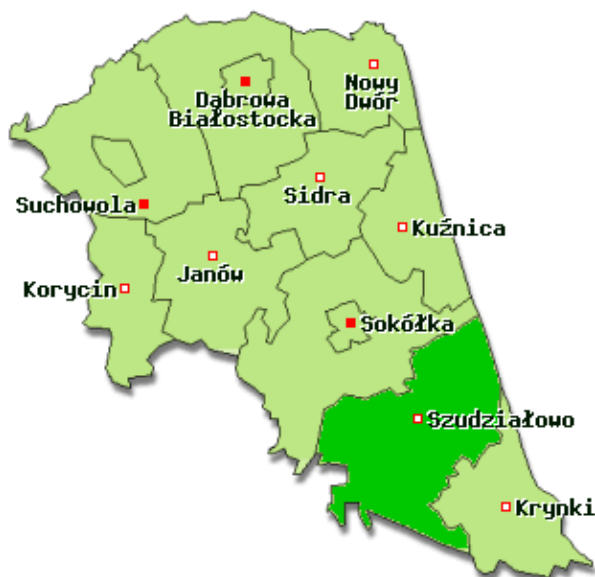 Nowy
Dwór
Dąbrowa
Białostocka
Sidra
Suchowola
Kuźnica
Janów
Korycin
Sokółka
Szudziałowo
Krynki